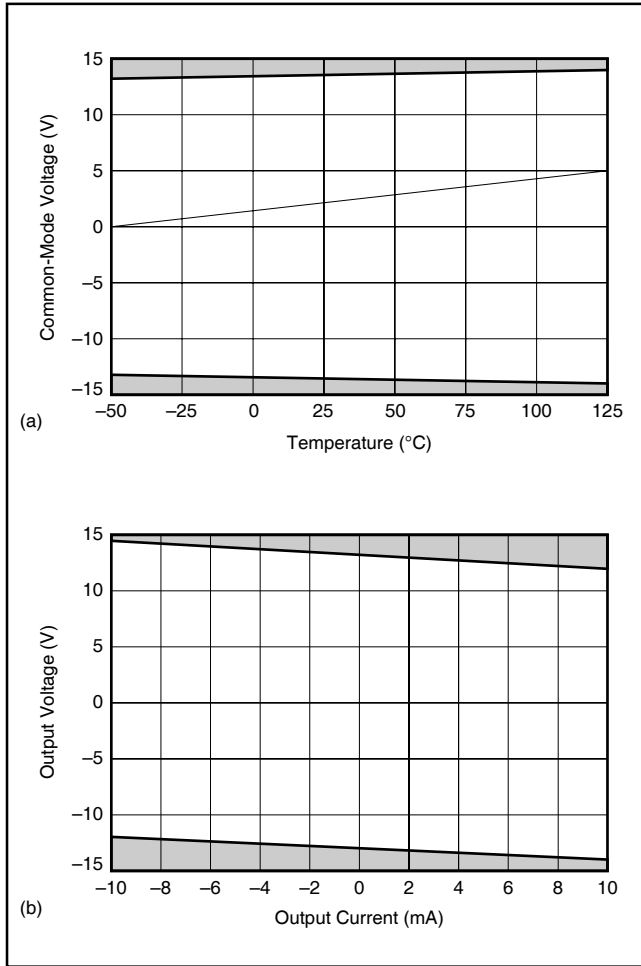 15
10
5
0
–5
–10
–15
Common-Mode Voltage (V)
–50 –25 0 25 50 75 100 125
(a)
Temperature (°C)
15
10
5
0
–5
–10
–15
Output Voltage (V)
–10 –8 –6 –4 –2 0 2 4 6 8 10
(b)
Output Current (mA)